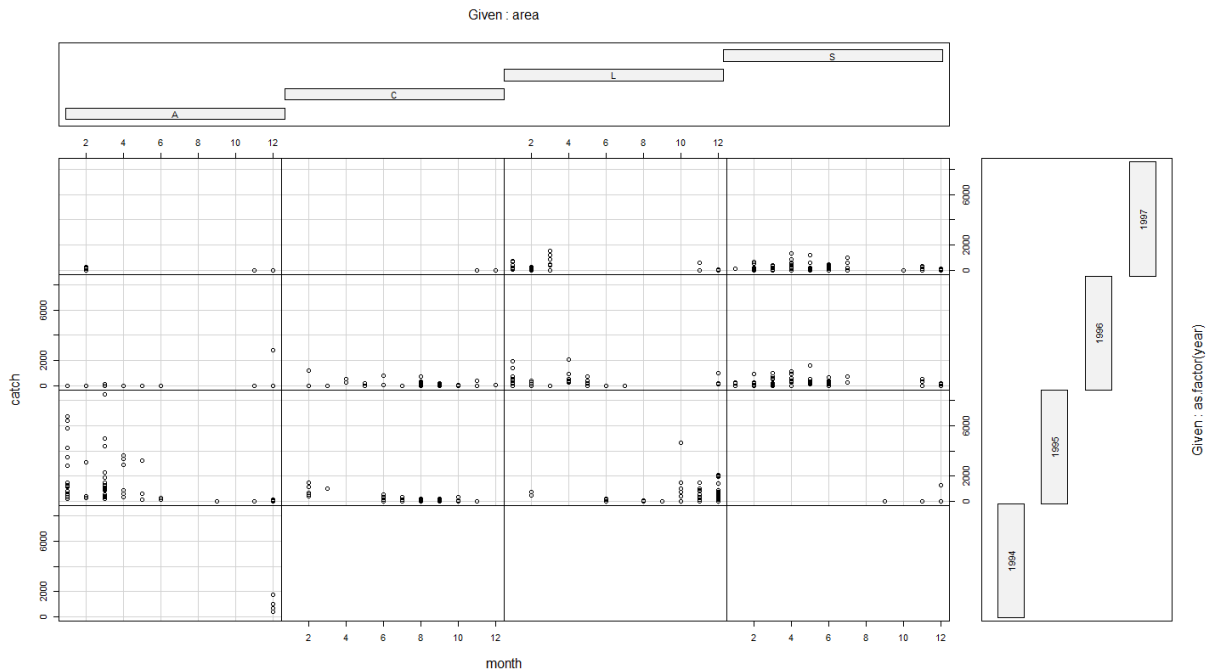 Given : area
S
L
C
A
2 4 6 8 10 12 2 4 6 8 10 12
0 2000 6000
0 2000 6000
0 2000 6000
0 2000 6000
catch
2 4 6 8 10 12 2 4 6 8 10 12
month
Given : as.factor(year)
1997
1996
1995
1994